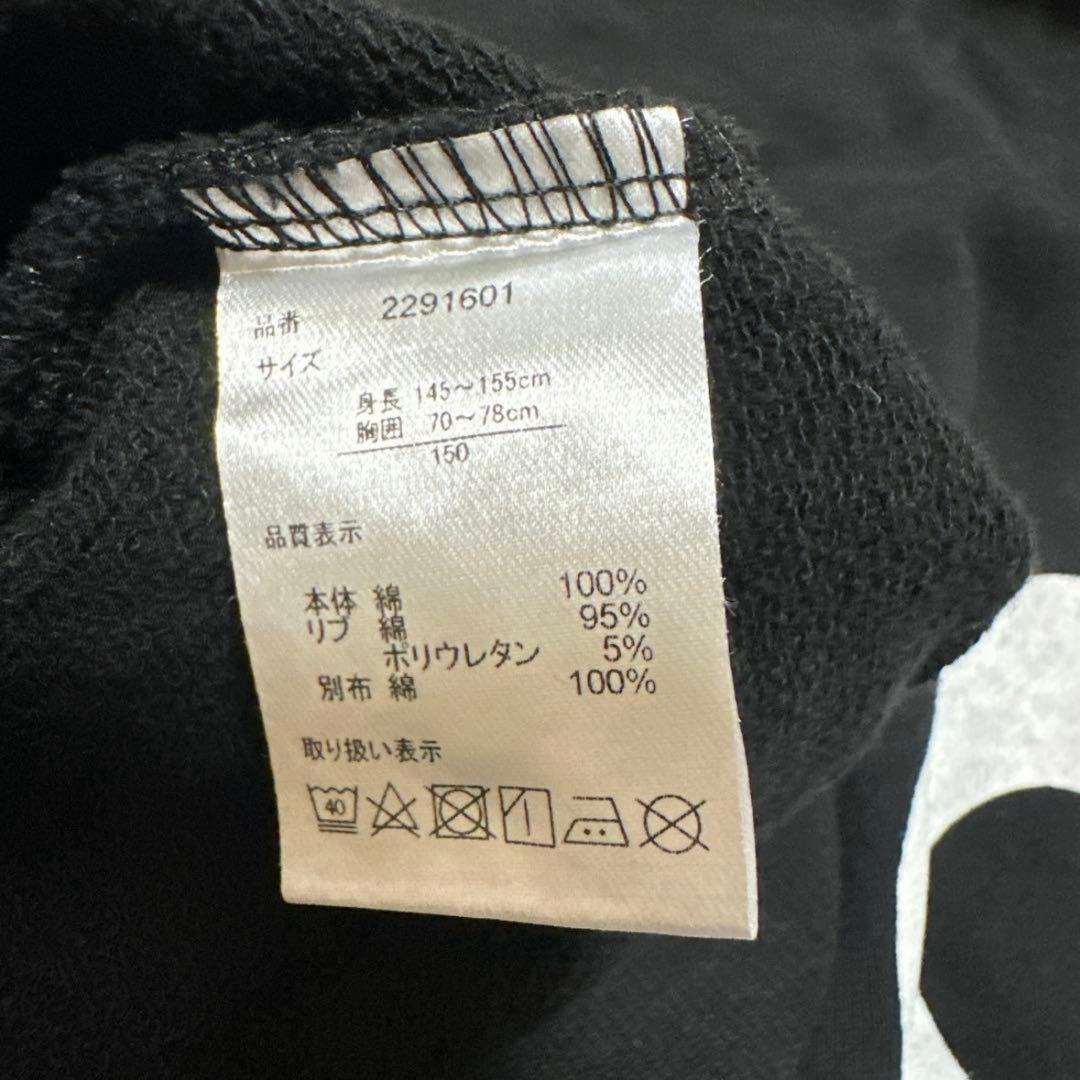 品番 2291601
サイズ
身長 145～155cm
胸囲 70～78cm
150
品質表示
本体 綿 100%
リブ 綿 95%
ポリウレタン 5%
別布 綿 100%
取り扱い表示
40